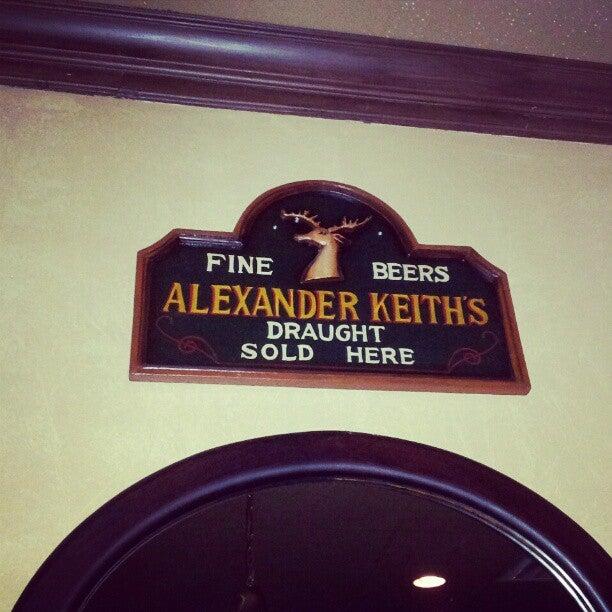 FINE BEERS
ALEXANDER KEITH'S
DRAUGHT
SOLD HERE